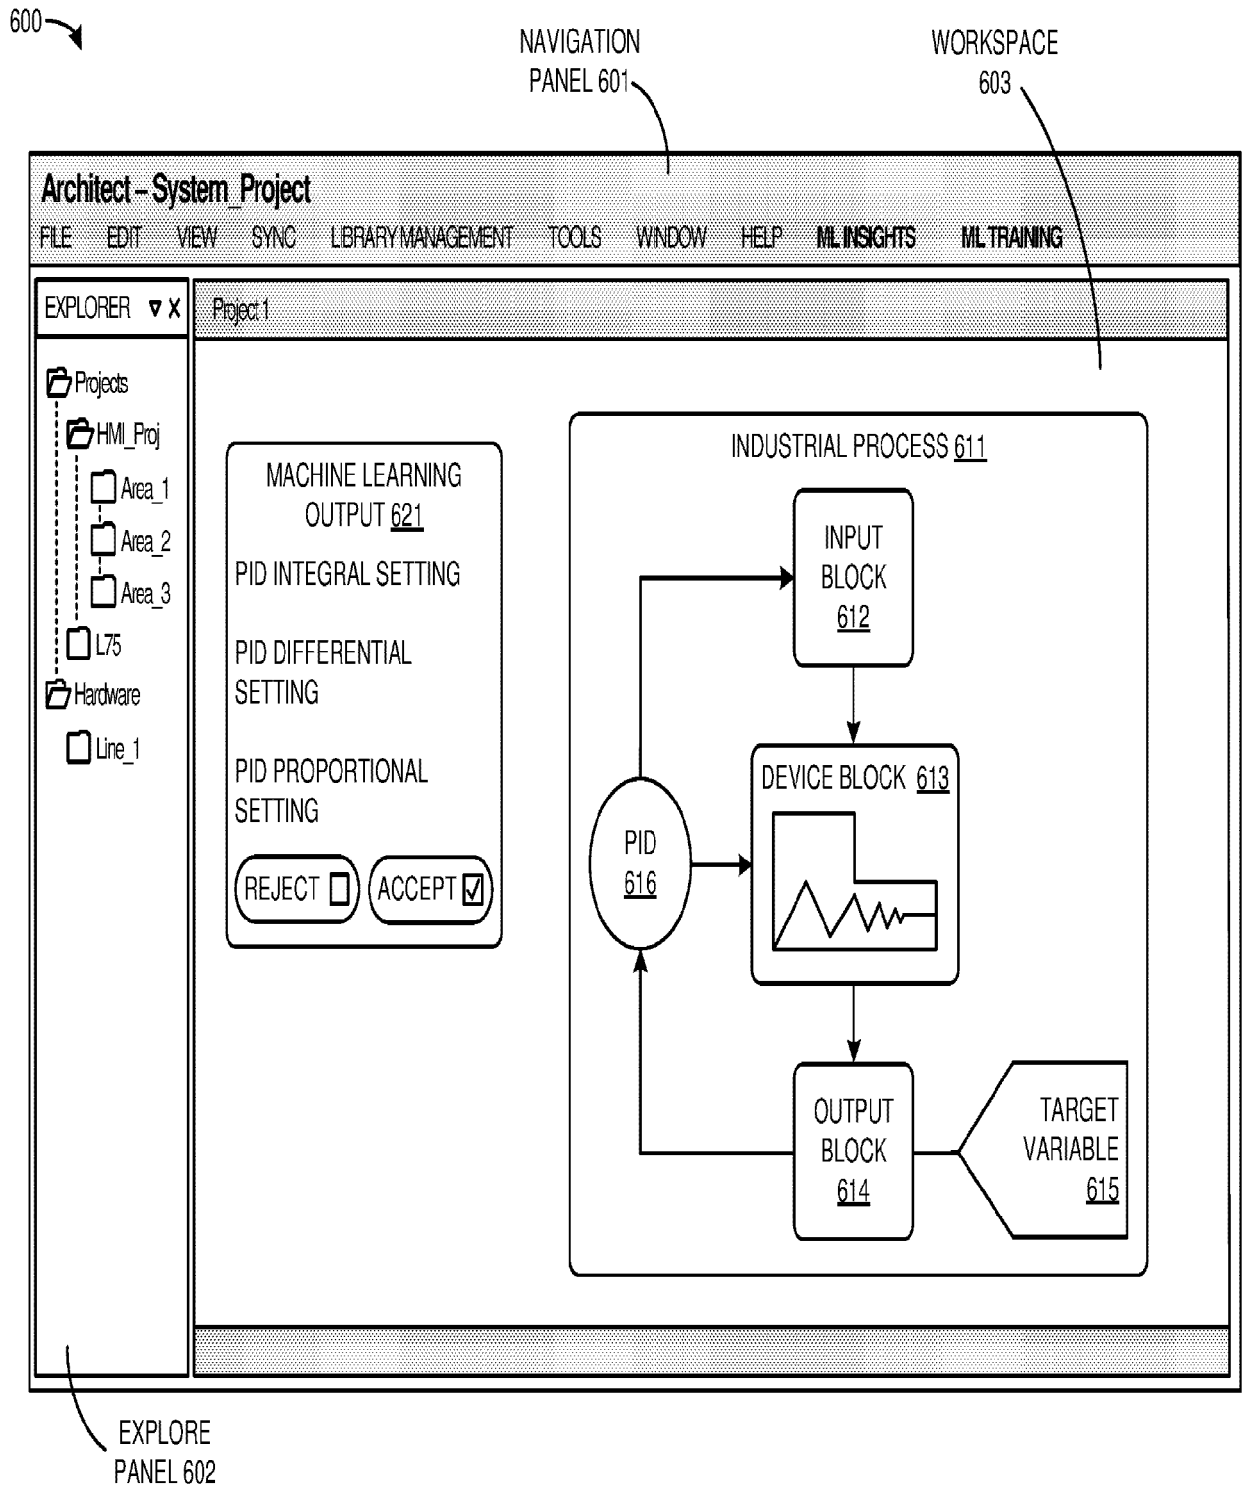 600
NAVIGATION
PANEL 601
WORKSPACE
603
Architect – System_Project
FILE EDIT VIEW SYNC LIBRARY MANAGEMENT TOOLS WINDOW HELP ML INSIGHTS ML TRAINING
EXPLORER X
Projects
HMI_Proj
Area_1
Area_2
Area_3
L75
Hardware
Line_1
Project 1
MACHINE LEARNING
OUTPUT 621
PID INTEGRAL SETTING
PID DIFFERENTIAL
SETTING
PID PROPORTIONAL
SETTING
REJECT
ACCEPT
INDUSTRIAL PROCESS 611
INPUT
BLOCK
612
DEVICE BLOCK 613
PID
616
OUTPUT
BLOCK
614
TARGET
VARIABLE
615
EXPLORE
PANEL 602